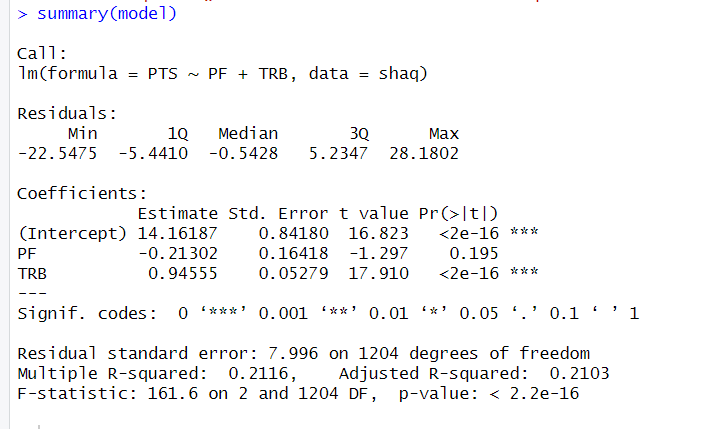 > summary(model)
Call:
lm(formula = PTS ~ PF + TRB, data = shaq)
Residuals:
     Min       1Q   Median       3Q      Max
-22.5475  -5.4410  -0.5428   5.2347  28.1802
Coefficients:
            Estimate Std. Error t value Pr(>|t|)
(Intercept) 14.16187    0.84180  16.823   <2e-16 ***
PF          -0.21302    0.16418  -1.297    0.195
TRB          0.94555    0.05279  17.910   <2e-16 ***
---
Signif. codes:  0 ‘***’ 0.001 ‘**’ 0.01 ‘*’ 0.05 ‘.’ 0.1 ‘ ’ 1
Residual standard error: 7.996 on 1204 degrees of freedom
Multiple R-squared:  0.2116,    Adjusted R-squared:  0.2103
F-statistic: 161.6 on 2 and 1204 DF,  p-value: < 2.2e-16